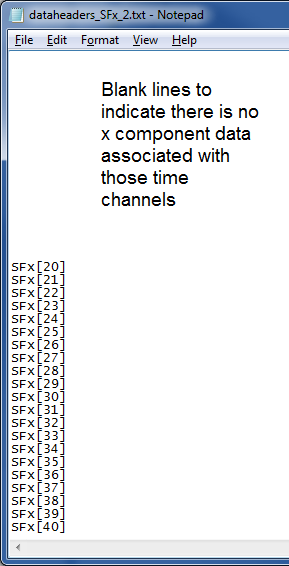 dataheaders_SFx_2.txt - Notepad
File Edit Format View Help
Blank lines to
indicate there is no
x component data
associated with
those time
channels
SFx[20]
SFx[21]
SFx[22]
SFx[23]
SFx[24]
SFx[25]
SFx[26]
SFx[27]
SFx[28]
SFx[29]
SFx[30]
SFx[31]
SFx[32]
SFx[33]
SFx[34]
SFx[35]
SFx[36]
SFx[37]
SFx[38]
SFx[39]
SFx[40]